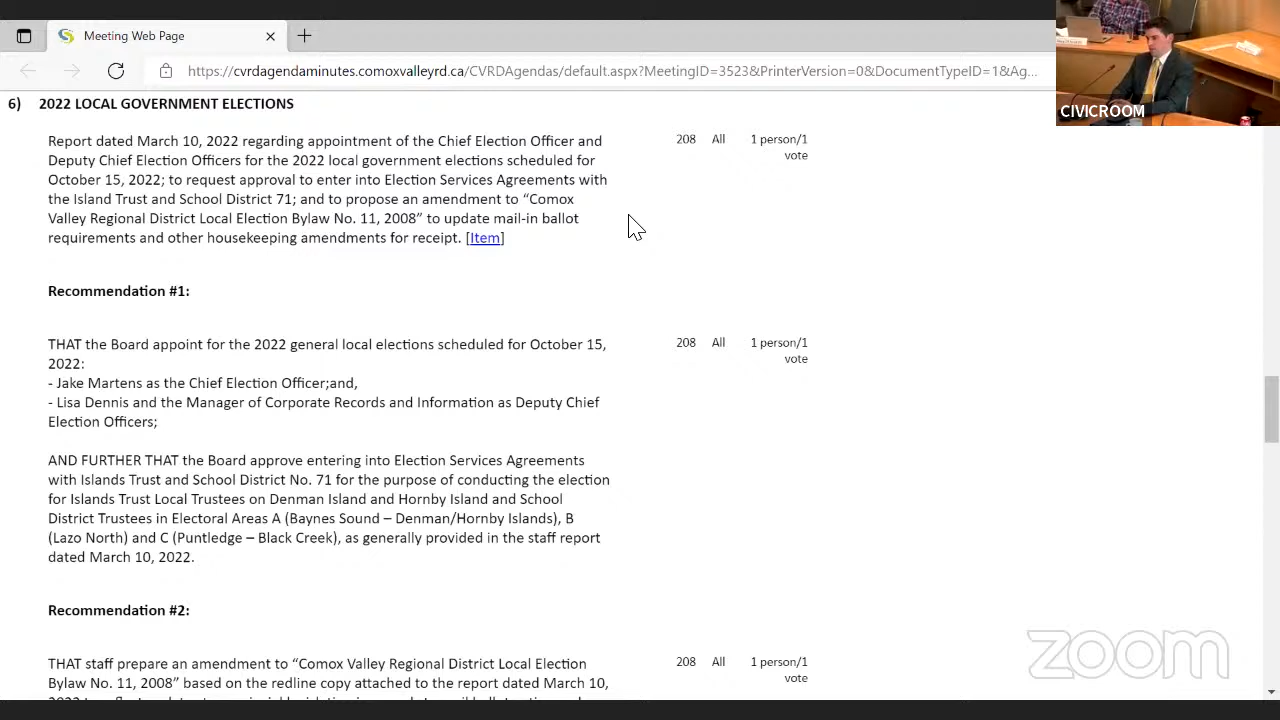 Meeting Web Page
https://cvrdagendaminutes.comoxvalleyrd.ca/CVRDAgendas/default.aspx?MeetingID=3523&PrinterVersion=0&DocumentTypeID=1&Ag...
CIVICROOM
6) 2022 LOCAL GOVERNMENT ELECTIONS
Report dated March 10, 2022 regarding appointment of the Chief Election Officer and 208 All 1 person/1
Deputy Chief Election Officers for the 2022 local government elections scheduled for vote
October 15, 2022; to request approval to enter into Election Services Agreements with
the Island Trust and School District 71; and to propose an amendment to “Comox
Valley Regional District Local Election Bylaw No. 11, 2008” to update mail-in ballot
requirements and other housekeeping amendments for receipt. [Item]
Recommendation #1:
THAT the Board appoint for the 2022 general local elections scheduled for October 15, 208 All 1 person/1
2022: vote
- Jake Martens as the Chief Election Officer;and,
- Lisa Dennis and the Manager of Corporate Records and Information as Deputy Chief
Election Officers;
AND FURTHER THAT the Board approve entering into Election Services Agreements
with Islands Trust and School District No. 71 for the purpose of conducting the election
for Islands Trust Local Trustees on Denman Island and Hornby Island and School
District Trustees in Electoral Areas A (Baynes Sound – Denman/Hornby Islands), B
(Lazo North) and C (Puntledge – Black Creek), as generally provided in the staff report
dated March 10, 2022.
Recommendation #2:
THAT staff prepare an amendment to “Comox Valley Regional District Local Election 208 All 1 person/1
Bylaw No. 11, 2008” based on the redline copy attached to the report dated March 10, vote
zoom